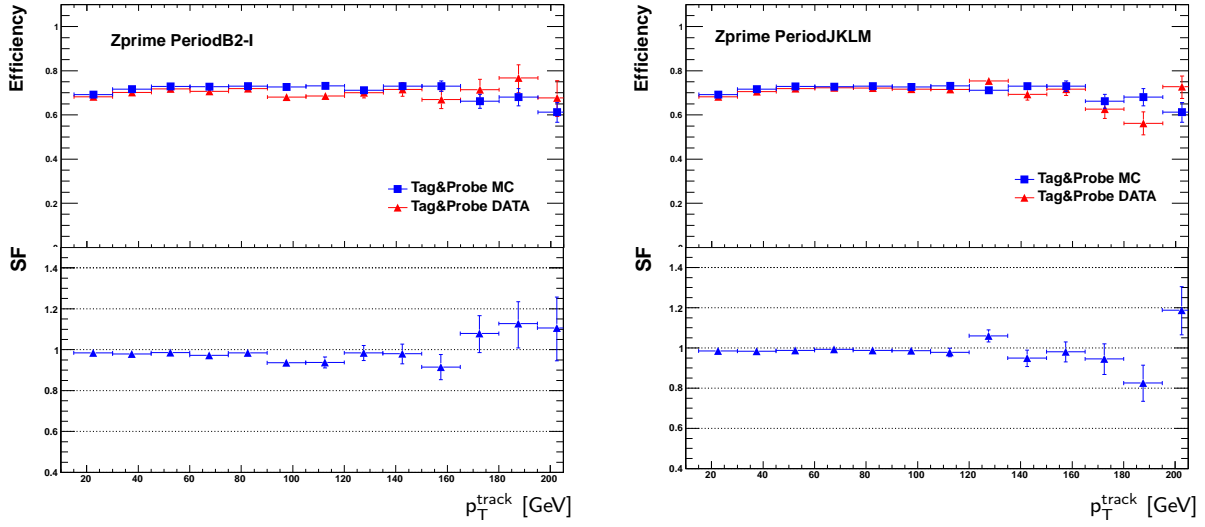 Efficiency
1
0.8
0.6
0.4
0.2
0
Zprime PeriodB2-I
Tag&Probe MC
Tag&Probe DATA
SF
1.4
1.2
1
0.8
0.6
0.4
20 40 60 80 100 120 140 160 180 200
p_T^track [GeV]
Efficiency
1
0.8
0.6
0.4
0.2
0
Zprime PeriodJKLM
Tag&Probe MC
Tag&Probe DATA
SF
1.4
1.2
1
0.8
0.6
0.4
20 40 60 80 100 120 140 160 180 200
p_T^track [GeV]